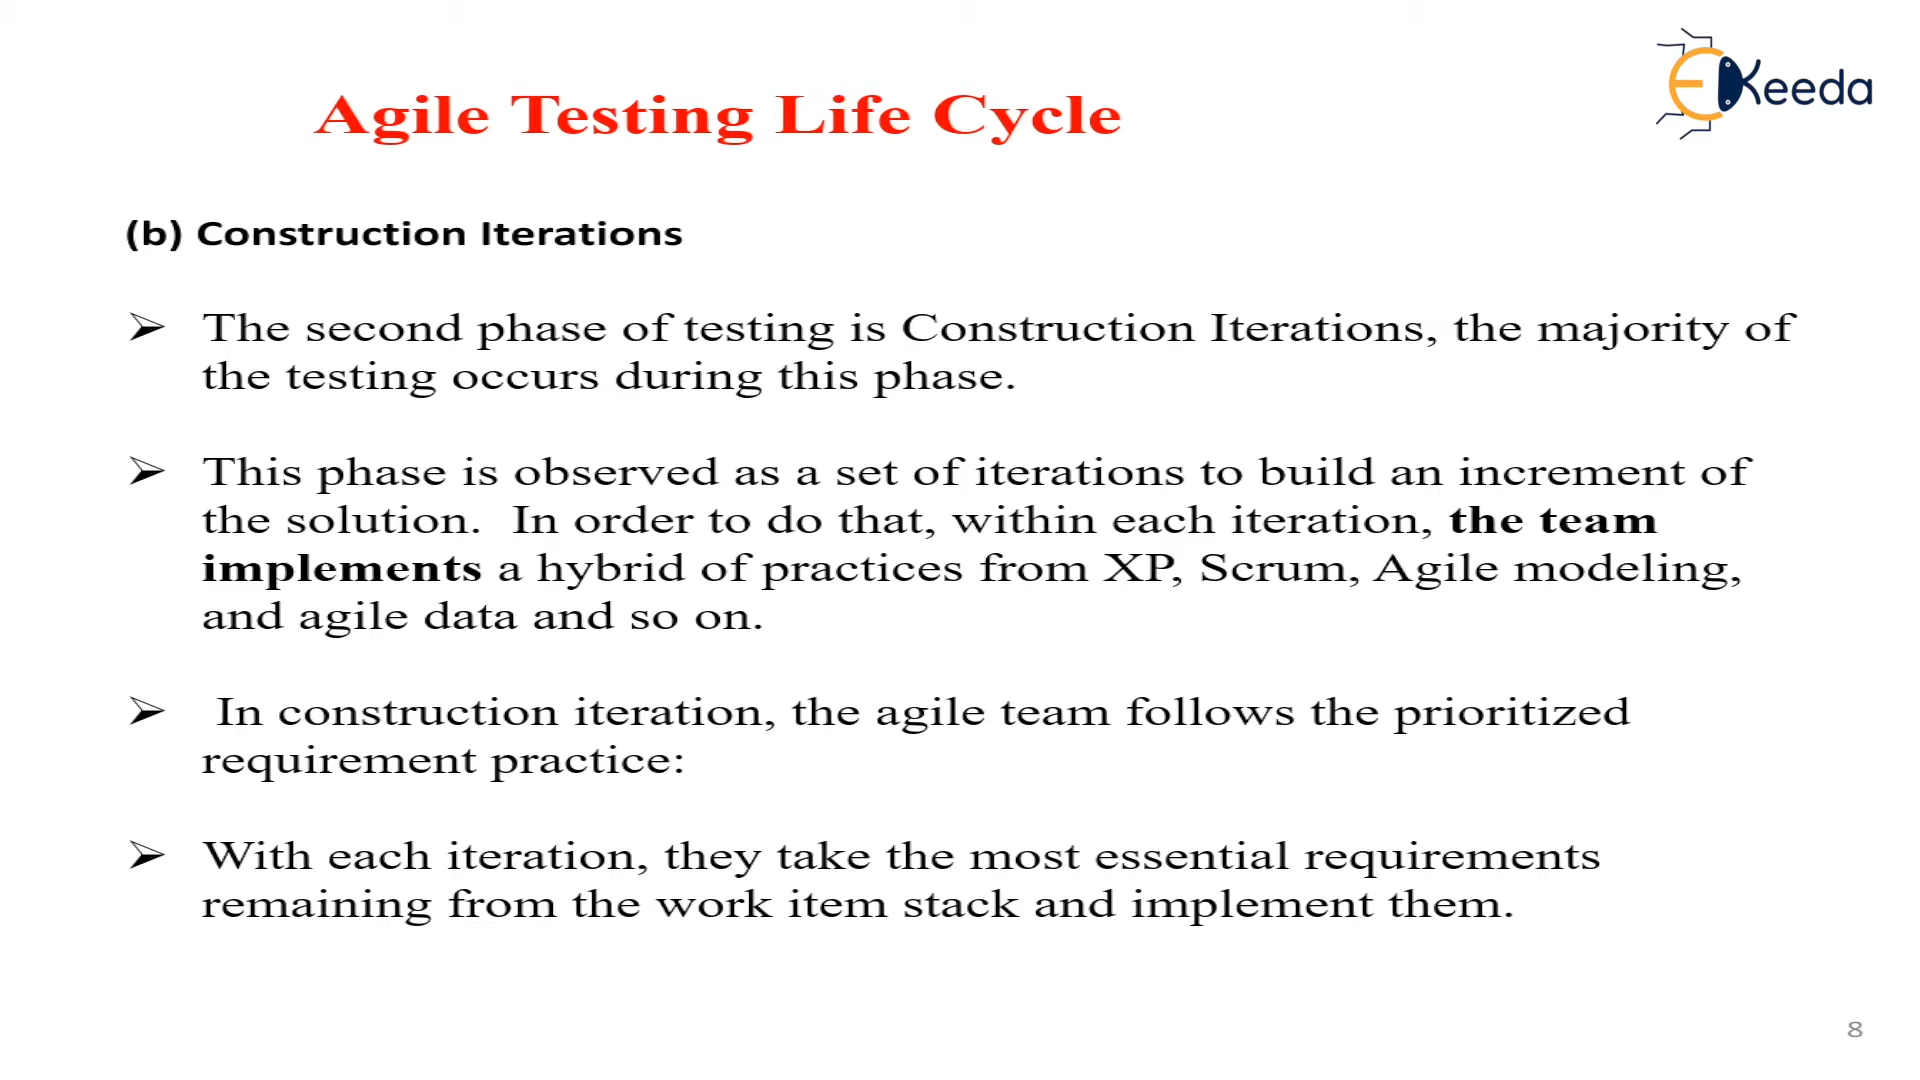 EKeeda
Agile Testing Life Cycle
(b) Construction Iterations
➢ The second phase of testing is Construction Iterations, the majority of
the testing occurs during this phase.
➢ This phase is observed as a set of iterations to build an increment of
the solution. In order to do that, within each iteration, the team
implements a hybrid of practices from XP, Scrum, Agile modeling,
and agile data and so on.
➢ In construction iteration, the agile team follows the prioritized
requirement practice:
➢ With each iteration, they take the most essential requirements
remaining from the work item stack and implement them.
8